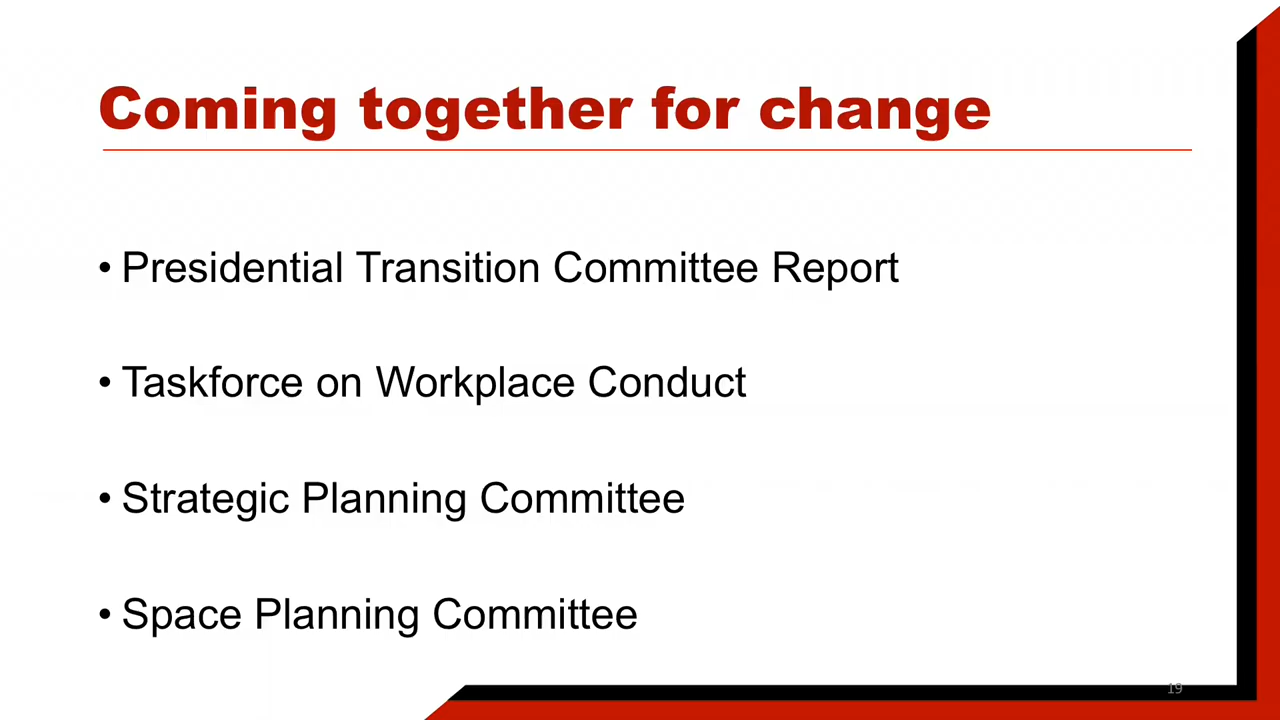 Coming together for change
• Presidential Transition Committee Report
• Taskforce on Workplace Conduct
• Strategic Planning Committee
• Space Planning Committee
19